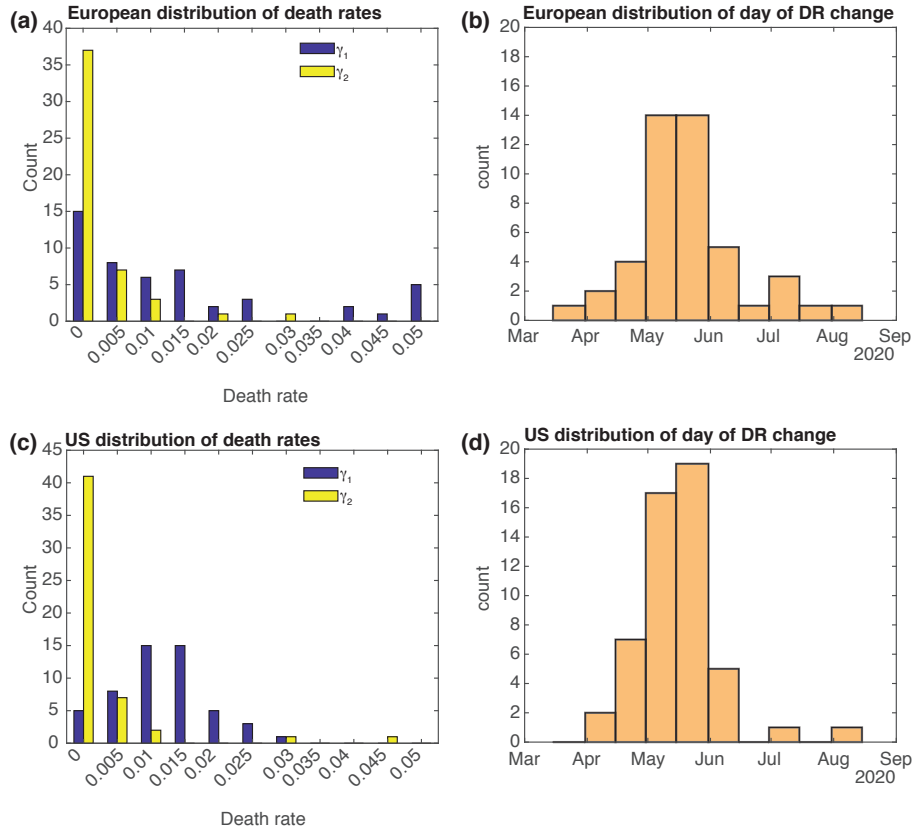 (a) European distribution of death rates
40
35
30
25
20
15
10
5
0
Count
γ1
γ2
0 0.005 0.01 0.015 0.02 0.025 0.03 0.035 0.04 0.045 0.05
Death rate
(b) European distribution of day of DR change
20
18
16
14
12
10
8
6
4
2
0
count
Mar Apr May Jun Jul Aug Sep
2020
(c) US distribution of death rates
45
40
35
30
25
20
15
10
5
0
Count
γ1
γ2
0 0.005 0.01 0.015 0.02 0.025 0.03 0.035 0.04 0.045 0.05
Death rate
(d) US distribution of day of DR change
20
18
16
14
12
10
8
6
4
2
0
count
Mar Apr May Jun Jul Aug Sep
2020